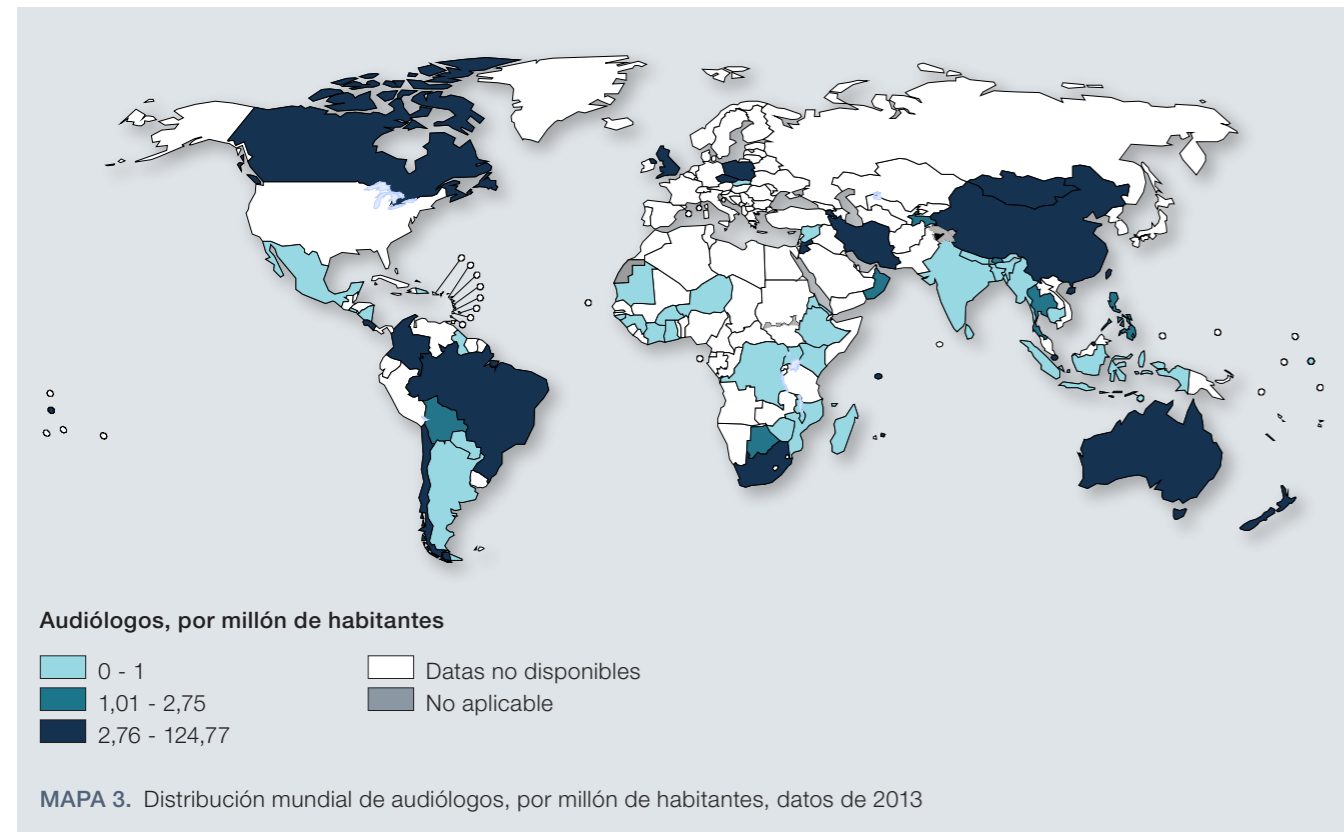 Audiólogos, por millón de habitantes
0 - 1
1,01 - 2,75
2,76 - 124,77
Datas no disponibles
No aplicable
MAPA 3. Distribución mundial de audiólogos, por millón de habitantes, datos de 2013